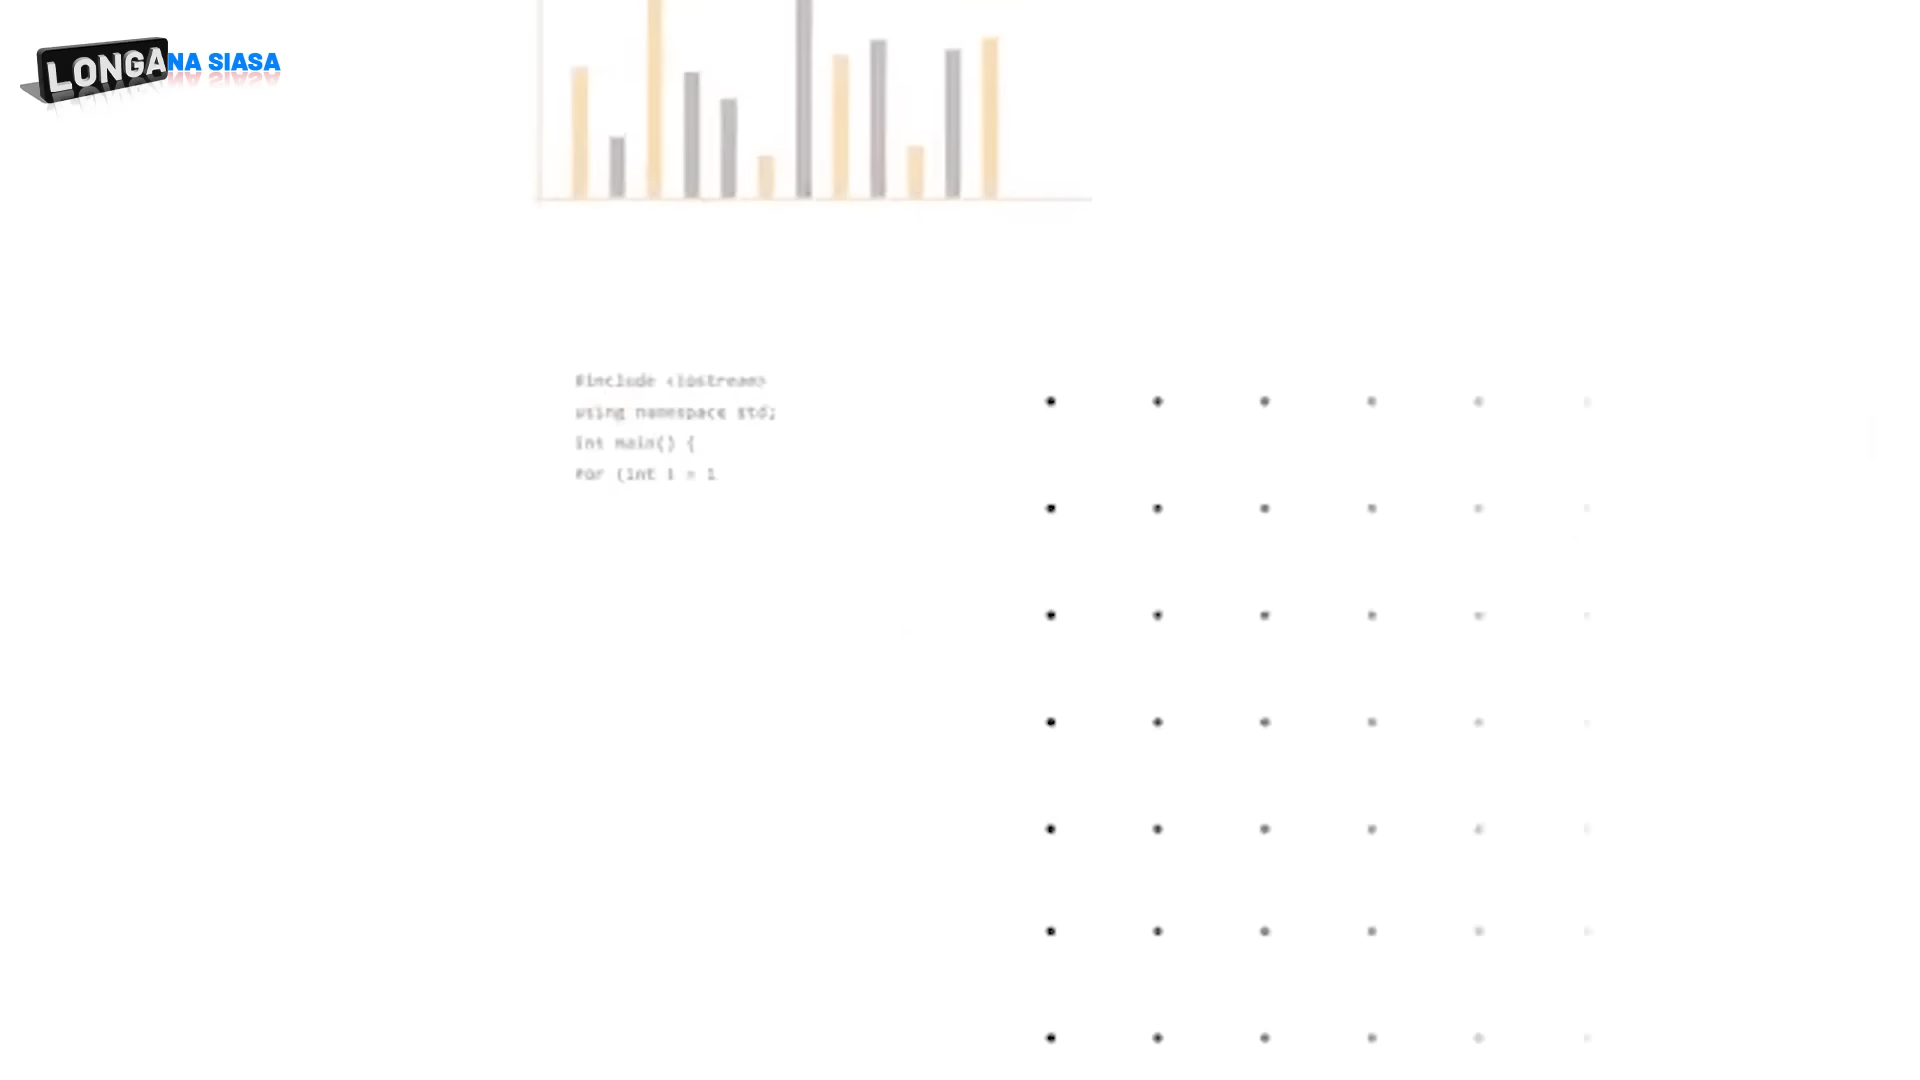 LONGA NA SIASA
#include <iostream>
using namespace std;
int main() {
for (int i = 1